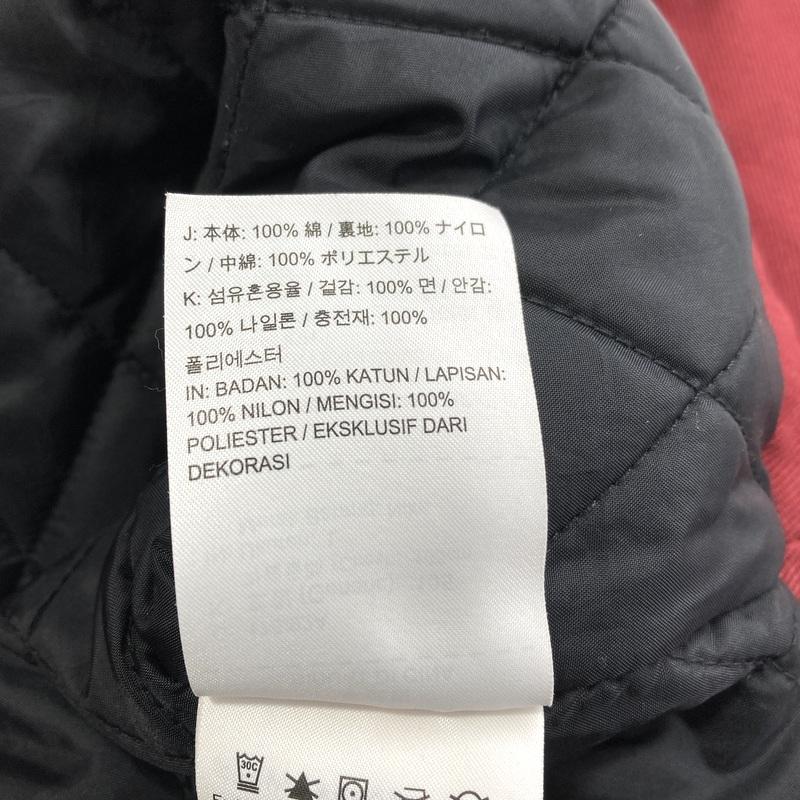 J: 本体: 100% 綿 / 裏地: 100% ナイロ
ン / 中綿: 100% ポリエステル
K: 섬유혼용율 / 겉감: 100% 면 / 안감:
100% 나일론 / 충전재: 100%
폴리에스터
IN: BADAN: 100% KATUN / LAPISAN:
100% NILON / MENGISI: 100%
POLIESTER / EKSKLUSIF DARI
DEKORASI
30C